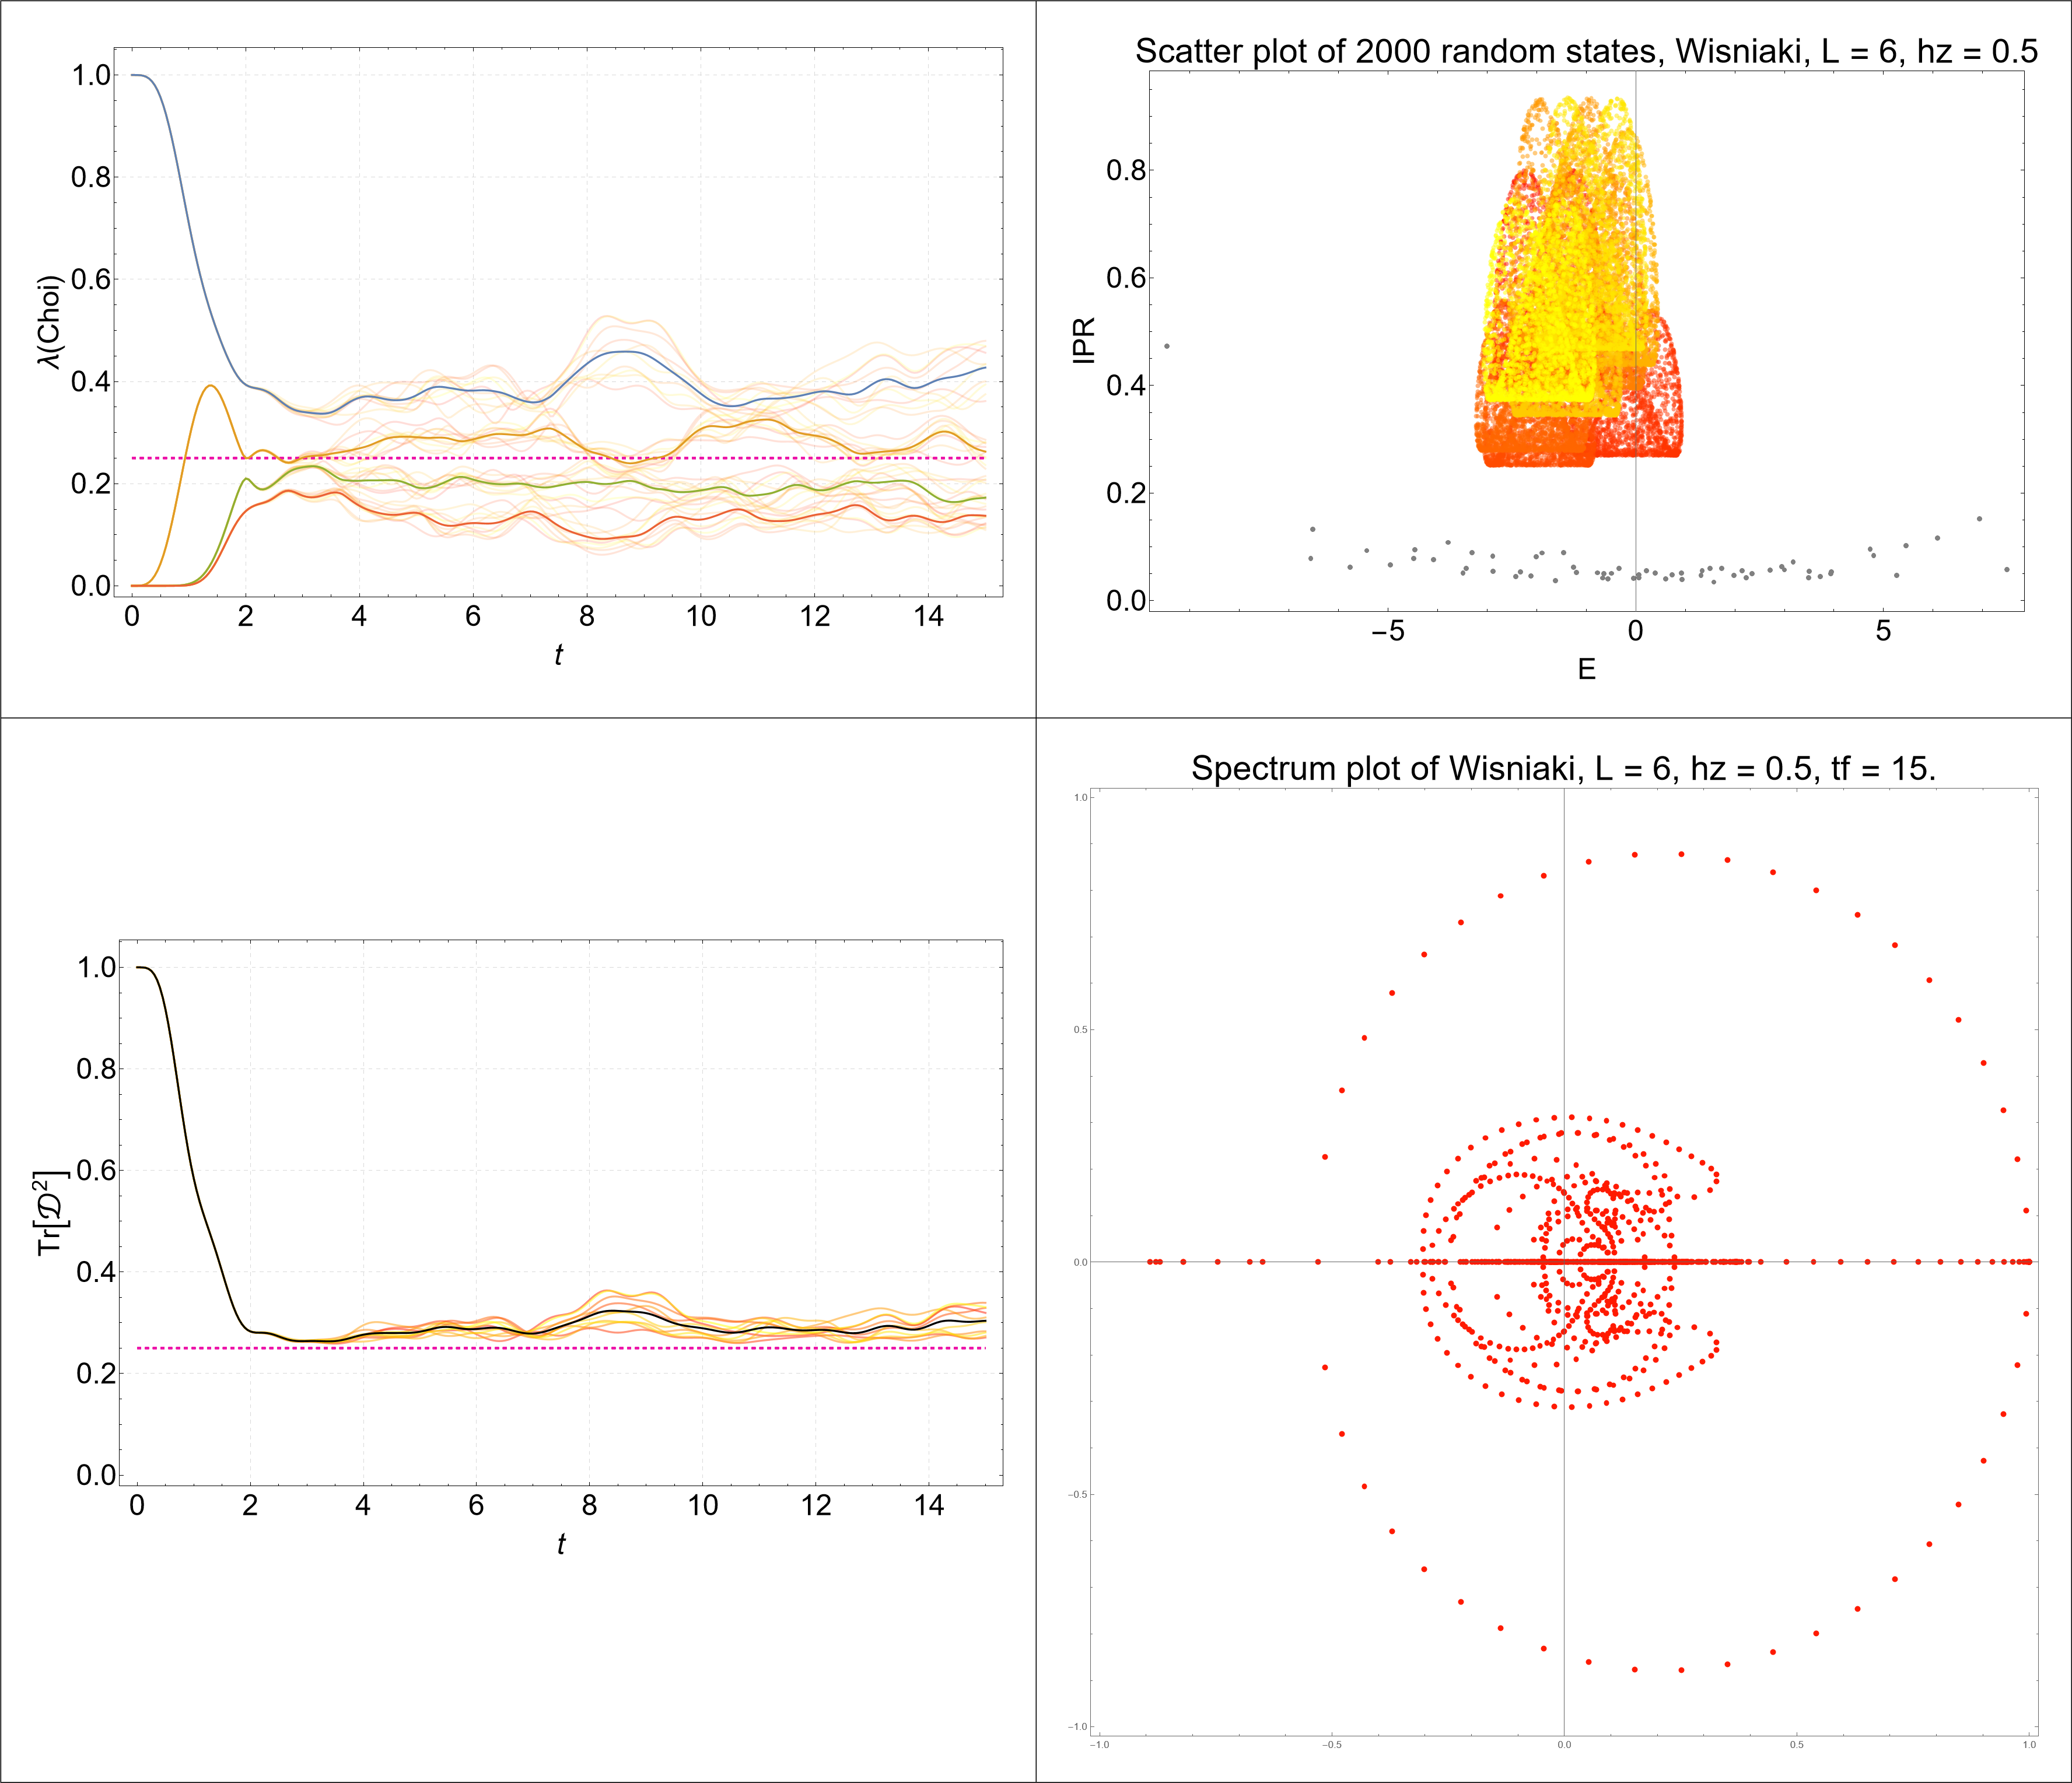 λ(Choi)
1.0
0.8
0.6
0.4
0.2
0.0
0 2 4 6 8 10 12 14
t
Scatter plot of 2000 random states, Wisniaki, L = 6, hz = 0.5
IPR
0.8
0.6
0.4
0.2
0.0
−5 0 5
E
Tr[𝒟²]
1.0
0.8
0.6
0.4
0.2
0.0
0 2 4 6 8 10 12 14
t
Spectrum plot of Wisniaki, L = 6, hz = 0.5, tf = 15.
1.0
0.5
0.0
−0.5
−1.0
−1.0 −0.5 0.0 0.5 1.0